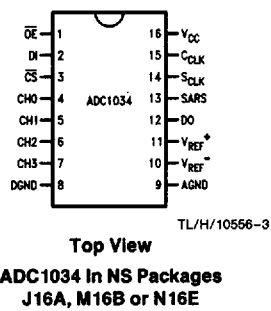 OE 1 16 VCC
DI 2 15 CCLK
CS 3 14 SCLK
CH0 4 ADC1034 13 SARS
CH1 5 12 DO
CH2 6 11 VREF+
CH3 7 10 VREF-
DGND 8 9 AGND
TL/H/10556-3
Top View
ADC1034 In NS Packages
J16A, M16B or N16E